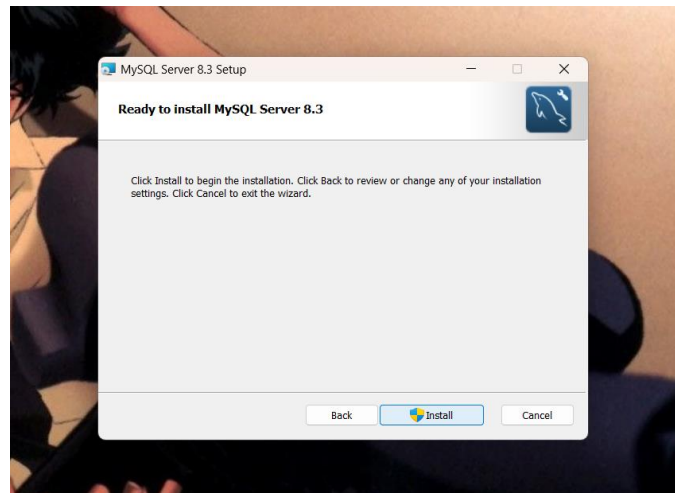 MySQL Server 8.3 Setup
Ready to install MySQL Server 8.3
Click Install to begin the installation. Click Back to review or change any of your installation
settings. Click Cancel to exit the wizard.
Back Install Cancel